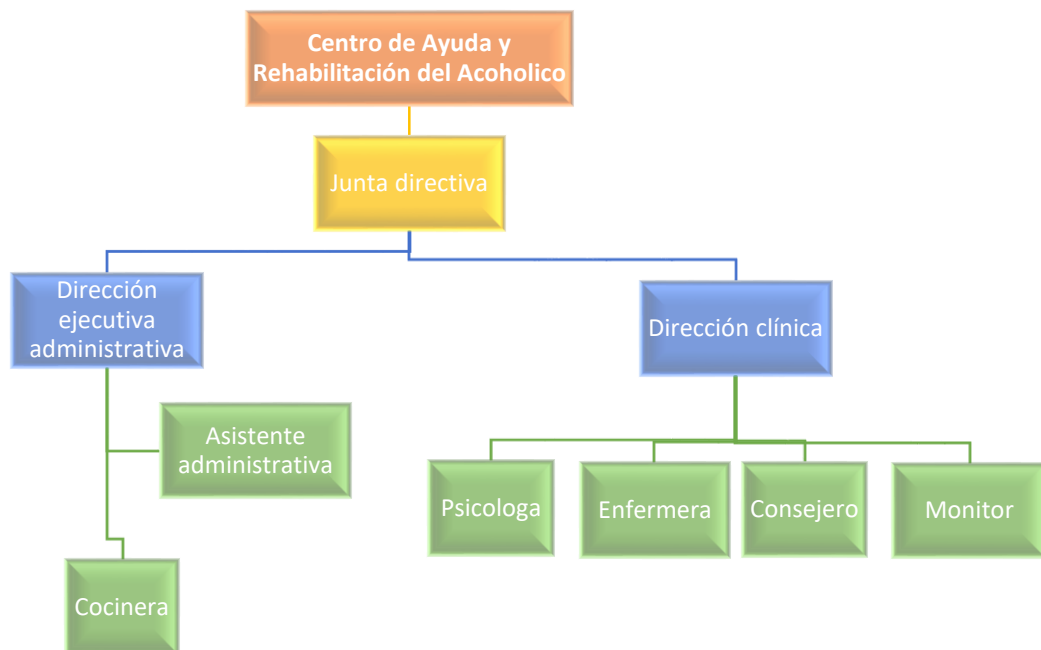 Centro de Ayuda y
Rehabilitación del Acoholico
Junta directiva
Dirección
ejecutiva
administrativa
Dirección clínica
Asistente
administrativa
Psicologa
Enfermera
Consejero
Monitor
Cocinera